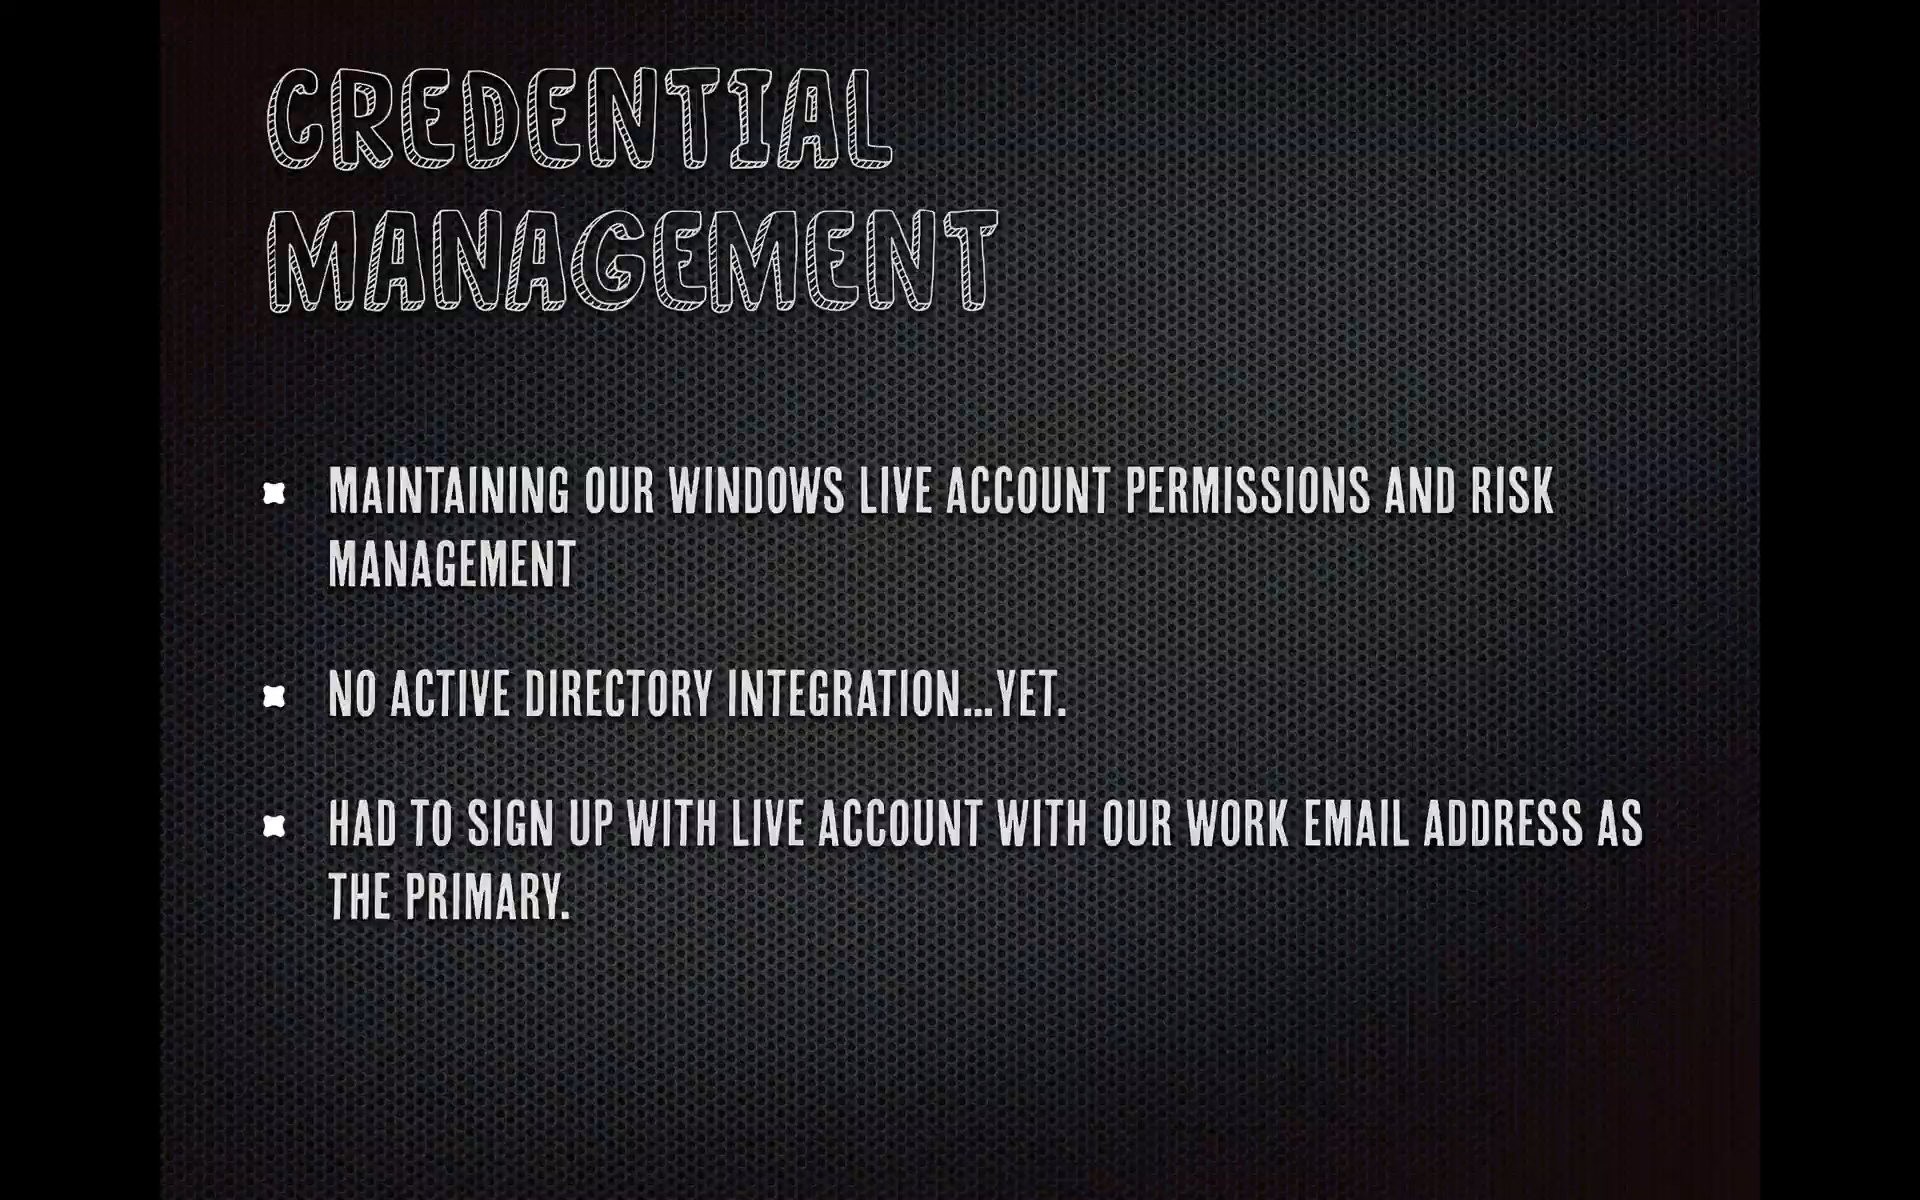 CREDENTIAL
MANAGEMENT
MAINTAINING OUR WINDOWS LIVE ACCOUNT PERMISSIONS AND RISK
MANAGEMENT
NO ACTIVE DIRECTORY INTEGRATION...YET.
HAD TO SIGN UP WITH LIVE ACCOUNT WITH OUR WORK EMAIL ADDRESS AS
THE PRIMARY.